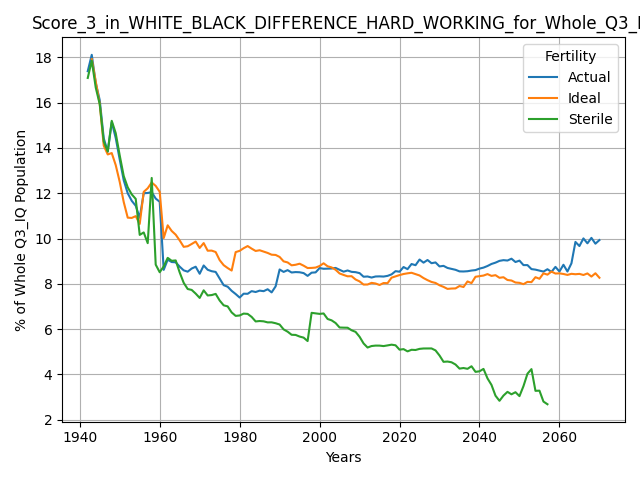 Score_3_in_WHITE_BLACK_DIFFERENCE_HARD_WORKING_for_Whole_Q3_I
Fertility
Actual
Ideal
Sterile
% of Whole Q3_IQ Population
18
16
14
12
10
8
6
4
2
1940 1960 1980 2000 2020 2040 2060
Years